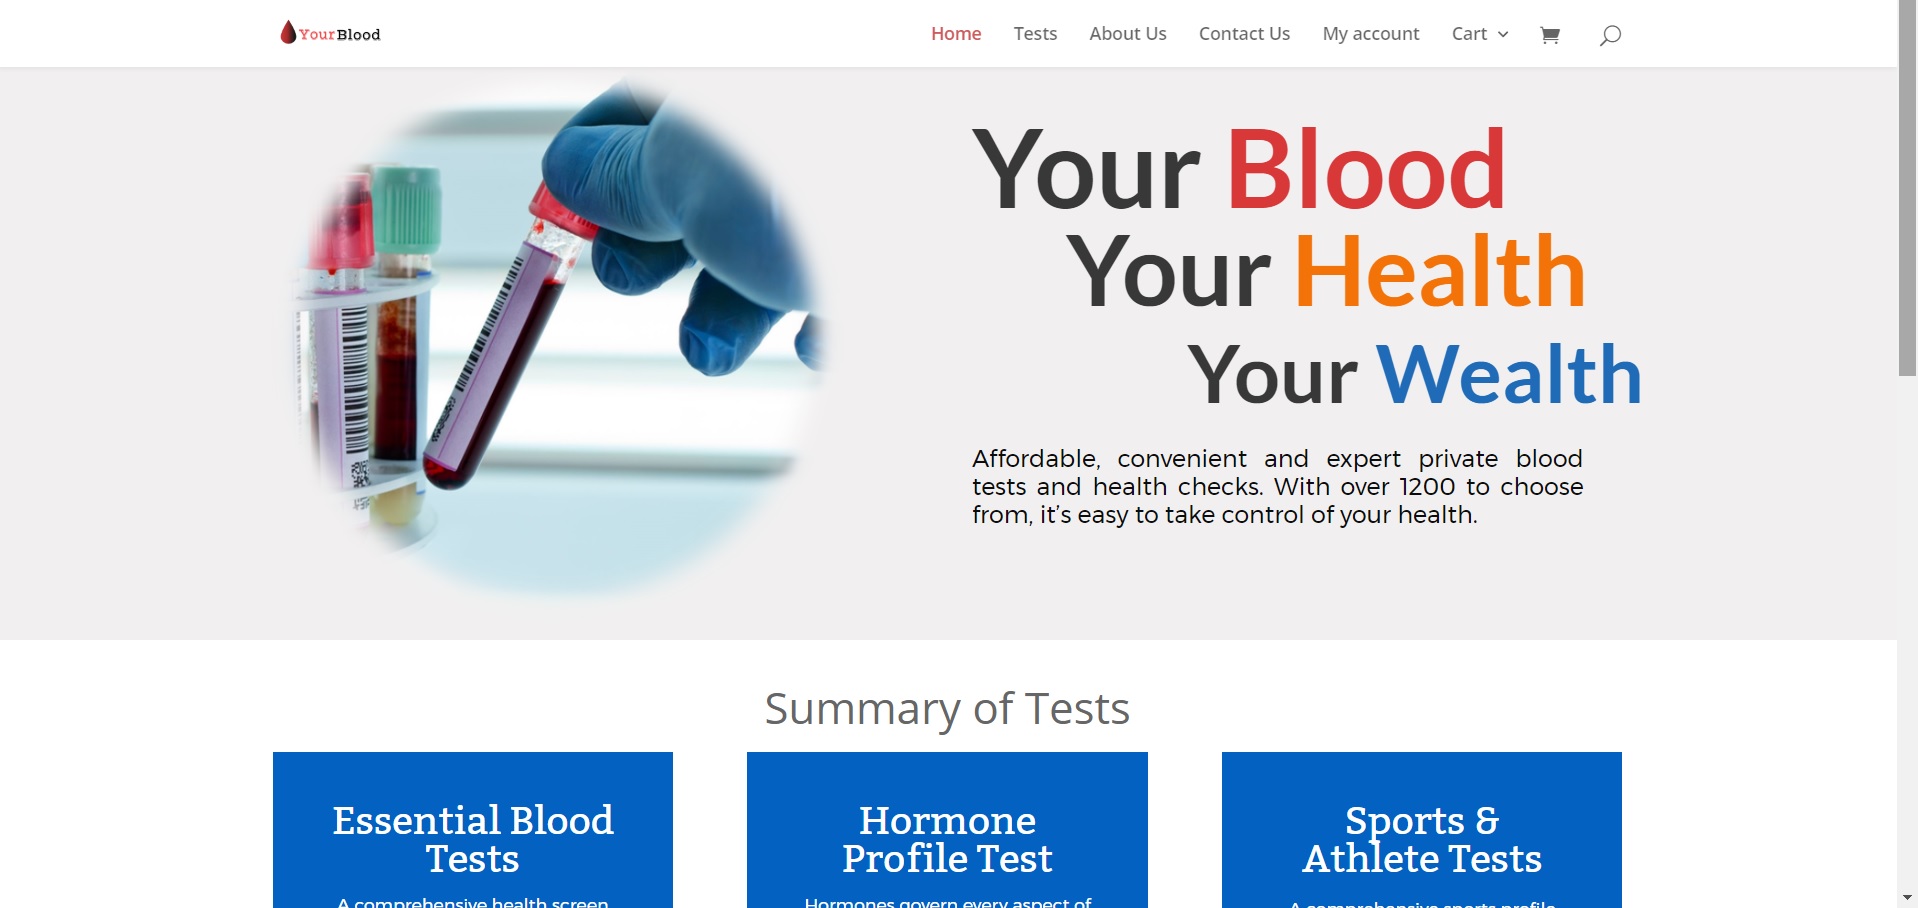 YourBlood
Home Tests About Us Contact Us My account Cart
Your Blood
Your Health
Your Wealth
Affordable, convenient and expert private blood
tests and health checks. With over 1200 to choose
from, it’s easy to take control of your health.
Summary of Tests
Essential Blood
Tests
A comprehensive health screen
Hormone
Profile Test
Hormones govern every aspect of
Sports &
Athlete Tests
A comprehensive sports profile